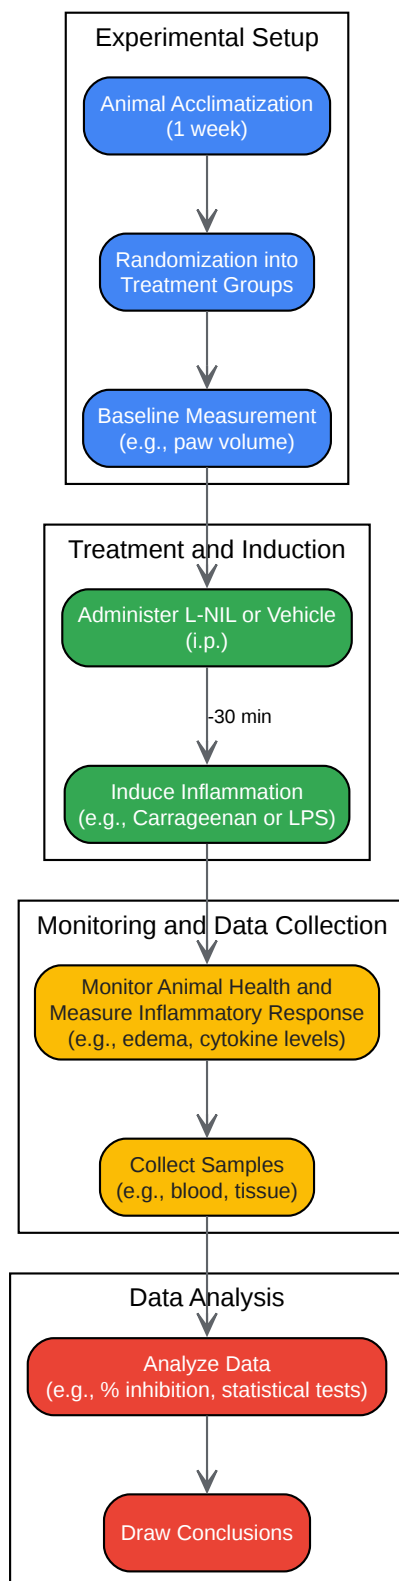 Experimental Setup
Animal Acclimatization
(1 week)
Randomization into
Treatment Groups
Baseline Measurement
(e.g., paw volume)
Treatment and Induction
Administer L-NIL or Vehicle
(i.p.)
-30 min
Induce Inflammation
(e.g., Carrageenan or LPS)
Monitoring and Data Collection
Monitor Animal Health and
Measure Inflammatory Response
(e.g., edema, cytokine levels)
Collect Samples
(e.g., blood, tissue)
Data Analysis
Analyze Data
(e.g., % inhibition, statistical tests)
Draw Conclusions